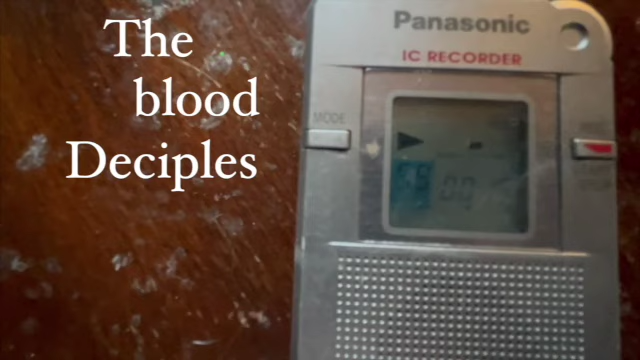 The
blood
Deciples
Panasonic
IC RECORDER
MODE